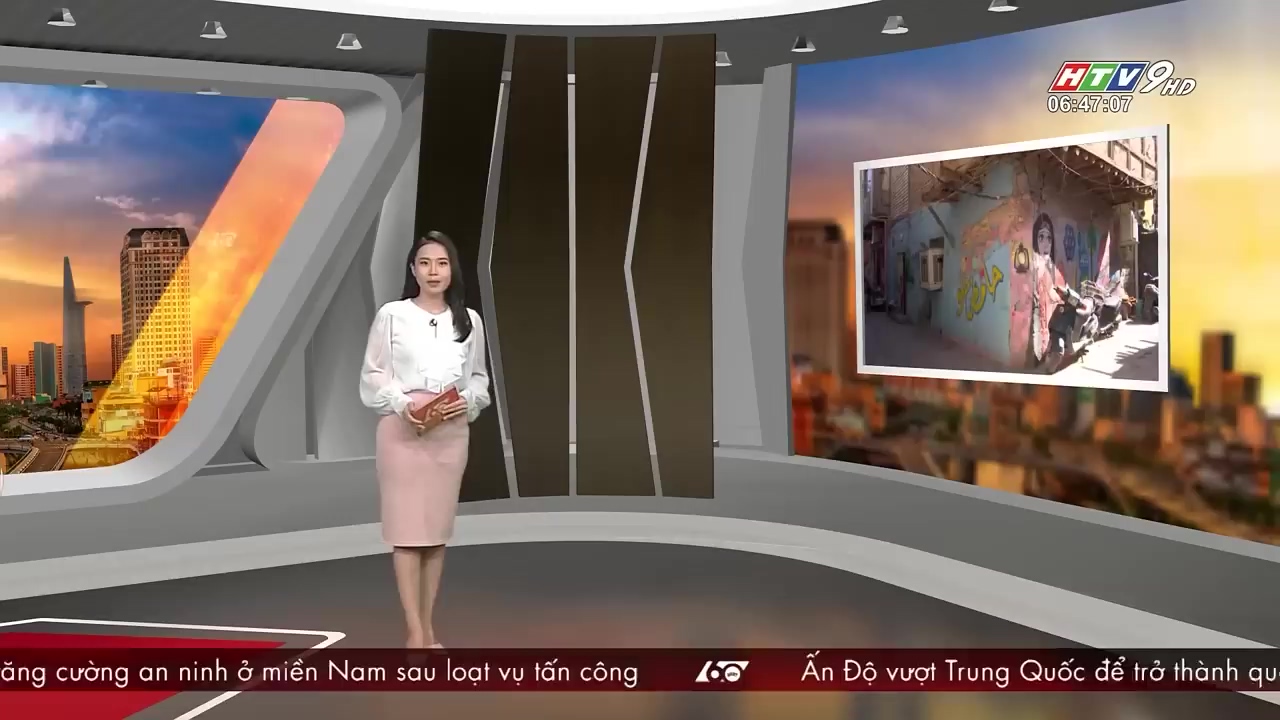 HTV9HD
06:47:07
ăng cường an ninh ở miền Nam sau loạt vụ tấn công
60 giây
Ấn Độ vượt Trung Quốc để trở thành qu